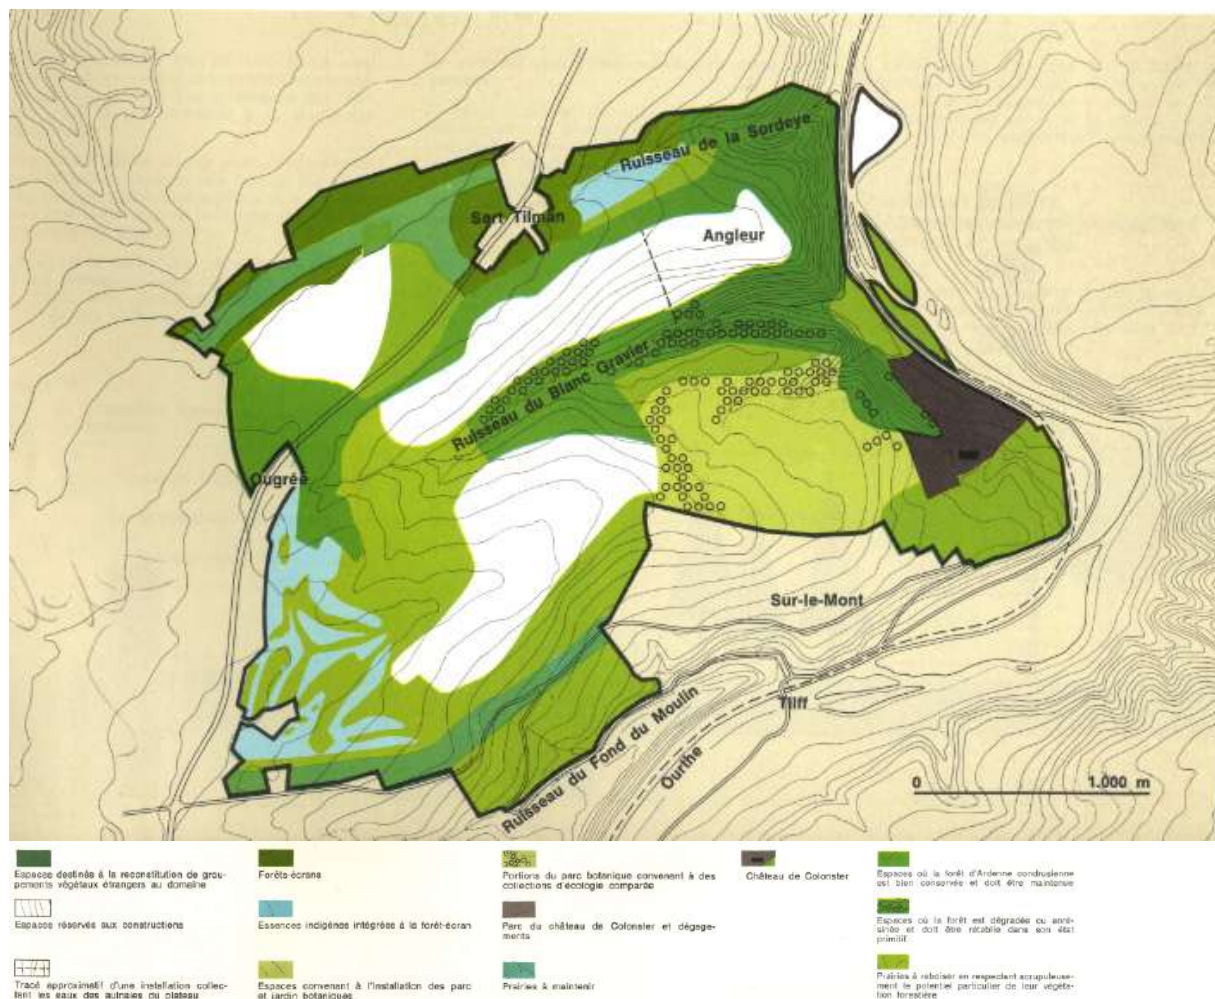 Ruisseau de la Sordeye
Sart Tilman
Angleur
Ruisseau du Blanc Gravier
Ougrée
Sur-le-Mont
Tilff
Ruisseau du Fond du Moulin
Ourthe
0 1.000 m
Espaces destinés à la reconstitution de grou-
pements végétaux étrangers au domaine
Espaces réservés aux constructions
Tracé approximatif d'une installation collec-
tant les eaux des aulnaies du plateau
Forêts-écrans
Essences indigènes intégrées à la forêt-écran
Espaces convenant à l'installation des parc
et jardin botaniques
Portions du parc botanique convenant à des
collections d'écologie comparée
Parc du château de Colonster et dégage-
ments
Prairies à maintenir
Château de Colonster
Espaces où la forêt d'Ardenne condrusienne
est bien conservée et doit être maintenue
Espaces où la forêt est dégradée ou enré-
sinée et doit être rétablie dans son état
primitif
Prairies à reboiser en respectant scrupuleuse-
ment le potentiel particulier de leur végéta-
tion forestière